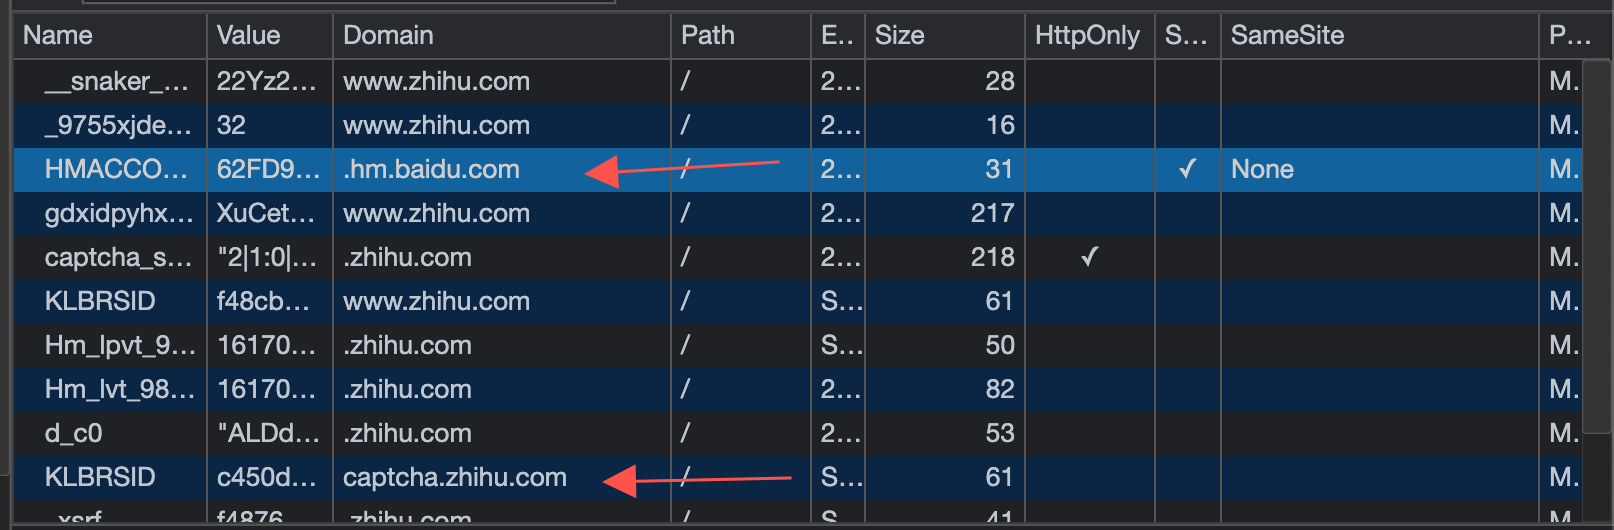 Name Value Domain Path E... Size HttpOnly S... SameSite P...
__snaker_... 22Yz2... www.zhihu.com / 2... 28 M.
_9755xjde... 32 www.zhihu.com / 2... 16 M.
HMACCO... 62FD9... .hm.baidu.com / 2... 31 ✓ None M.
gdxidpyhx... XuCet... www.zhihu.com / 2... 217 M.
captcha_s... "2|1:0|... .zhihu.com / 2... 218 ✓ M.
KLBRSID f48cb... www.zhihu.com / S... 61 M.
Hm_lpvt_9... 16170... .zhihu.com / S... 50 M.
Hm_lvt_98... 16170... .zhihu.com / 2... 82 M.
d_c0 "ALDd... .zhihu.com / 2... 53 M.
KLBRSID c450d... captcha.zhihu.com / S... 61 M.
_xsrf f4876 .zhihu.com / S 41 M.